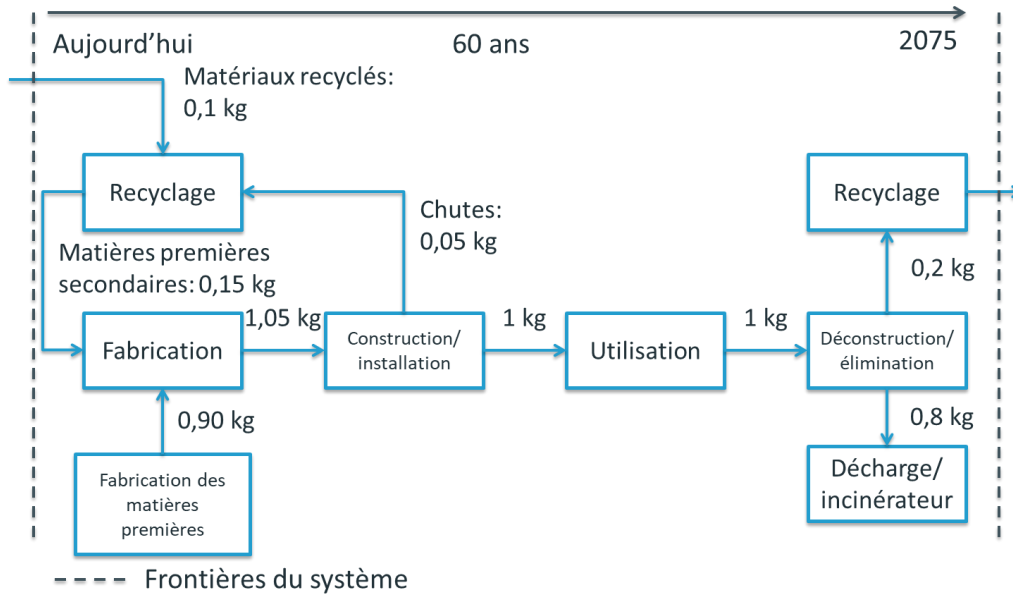 Aujourd’hui
60 ans
2075
Matériaux recyclés:
0,1 kg
Recyclage
Recyclage
Chutes:
0,05 kg
Matières premières
secondaires: 0,15 kg
0,2 kg
1,05 kg
1 kg
1 kg
Fabrication
Construction/
installation
Utilisation
Déconstruction/
élimination
0,90 kg
0,8 kg
Fabrication des
matières
premières
Décharge/
incinérateur
Frontières du système